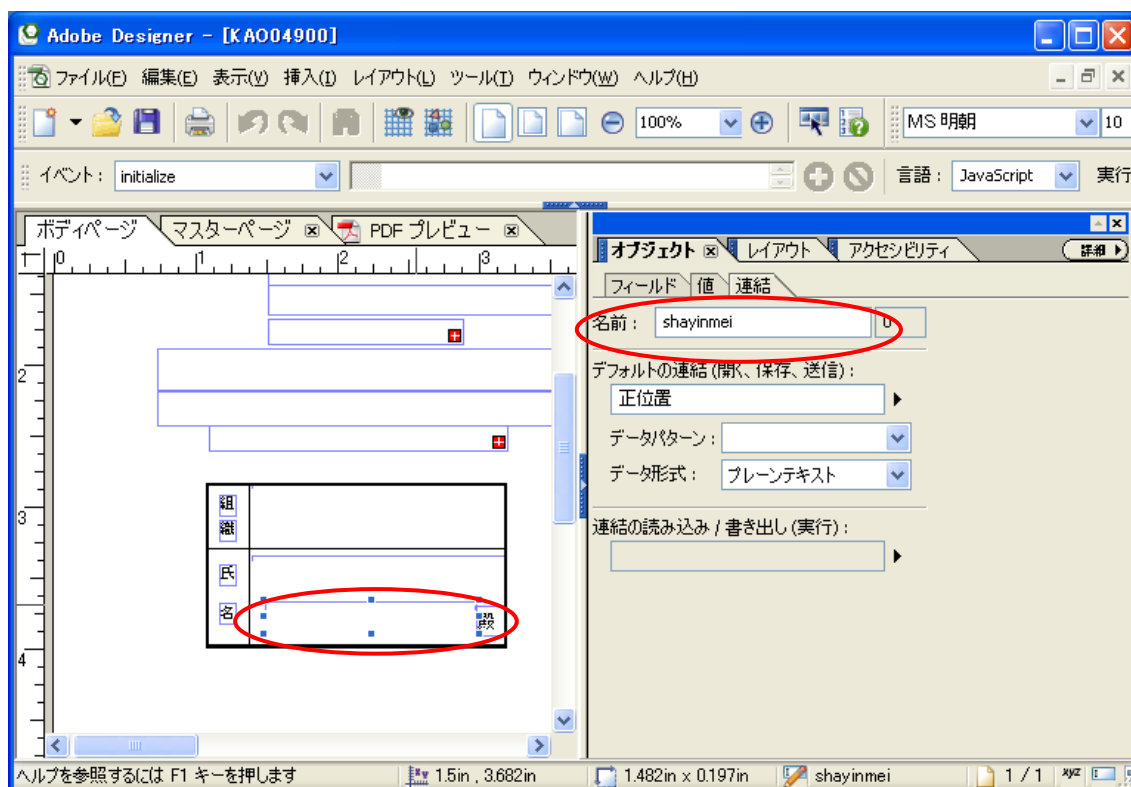 Adobe Designer - [KAO04900]
ファイル(F) 編集(E) 表示(V) 挿入(I) レイアウト(L) ツール(T) ウィンドウ(W) ヘルプ(H)
100% MS 明朝 10
イベント: initialize 言語: JavaScript 実行
ボディページ マスターページ PDF プレビュー
オブジェクト レイアウト アクセシビリティ 詳細
フィールド 値 連結
0 1 2 3
名前: shayinmei 0
2
デフォルトの連結(開く、保存、送信):
正位置
データパターン:
データ形式: プレーンテキスト
3
組
織
連結の読み込み / 書き出し(実行):
氏
名
殿
4
ヘルプを参照するには F1 キーを押します 1.5in , 3.682in 1.482in x 0.197in shayinmei 1 / 1 xyz